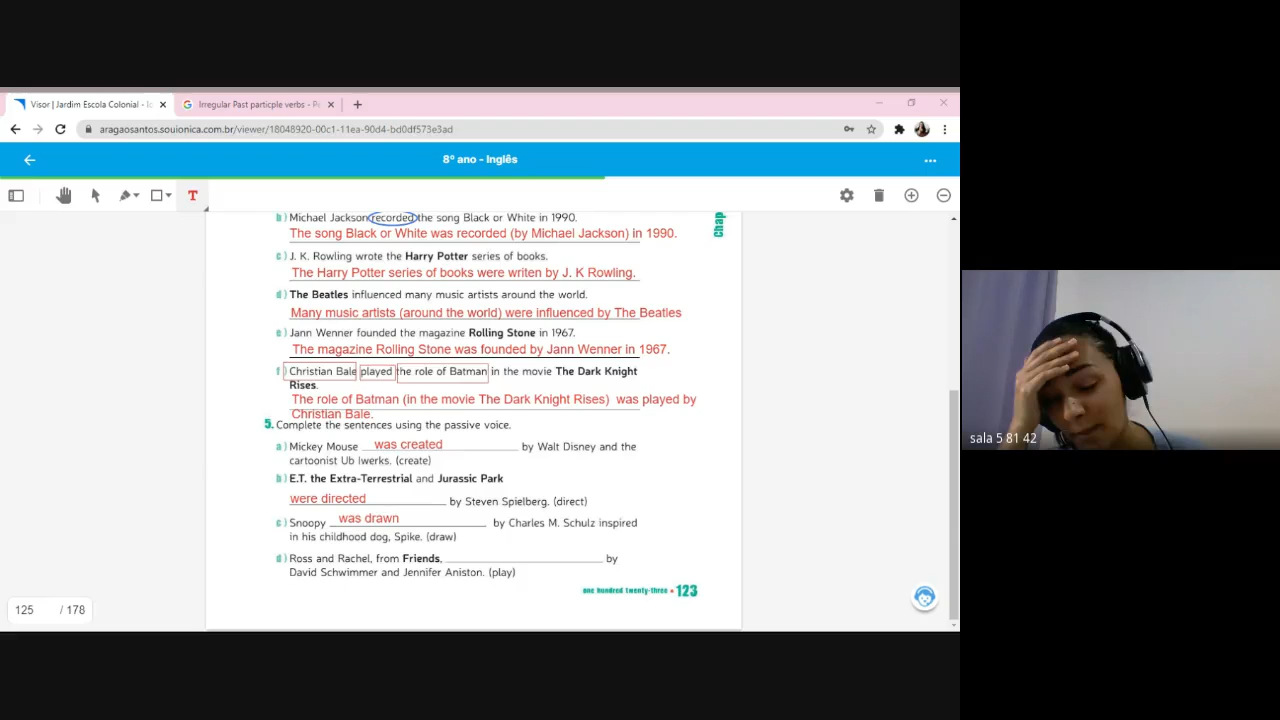 Visor | Jardim Escola Colonial - Io
Irregular Past particple verbs - Pe
aragaosantos.souionica.com.br/viewer/18048920-00c1-11ea-90d4-bd0df573e3ad
8º ano - Inglês
T
b) Michael Jackson recorded the song Black or White in 1990.
The song Black or White was recorded (by Michael Jackson) in 1990.
c) J. K. Rowling wrote the Harry Potter series of books.
The Harry Potter series of books were writen by J. K Rowling.
d) The Beatles influenced many music artists around the world.
Many music artists (around the world) were influenced by The Beatles
e) Jann Wenner founded the magazine Rolling Stone in 1967.
The magazine Rolling Stone was founded by Jann Wenner in 1967.
f) Christian Bale played the role of Batman in the movie The Dark Knight
Rises.
The role of Batman (in the movie The Dark Knight Rises) was played by
Christian Bale.
5. Complete the sentences using the passive voice.
a) Mickey Mouse was created by Walt Disney and the
cartoonist Ub Iwerks. (create)
b) E.T. the Extra-Terrestrial and Jurassic Park
were directed by Steven Spielberg. (direct)
c) Snoopy was drawn by Charles M. Schulz inspired
in his childhood dog, Spike. (draw)
d) Ross and Rachel, from Friends, by
David Schwimmer and Jennifer Aniston. (play)
one hundred twenty-three • 123
125 / 178
Chap
sala 5 81 42